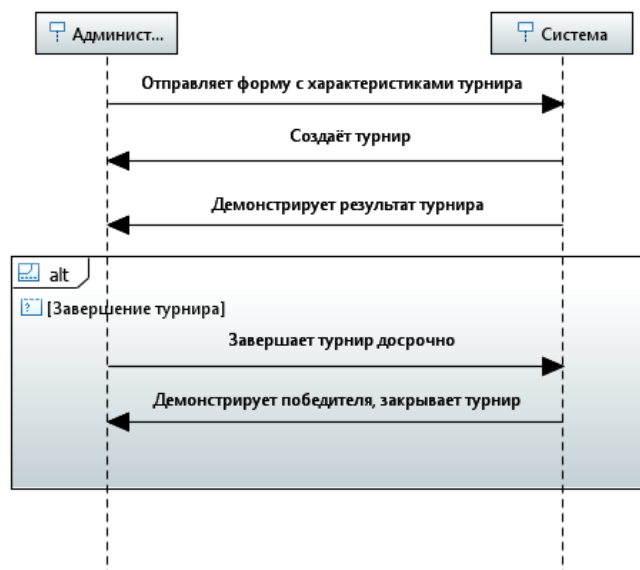 Админист...
Система
Отправляет форму с характеристиками турнира
Создаёт турнир
Демонстрирует результат турнира
alt
[Завершение турнира]
Завершает турнир досрочно
Демонстрирует победителя, закрывает турнир